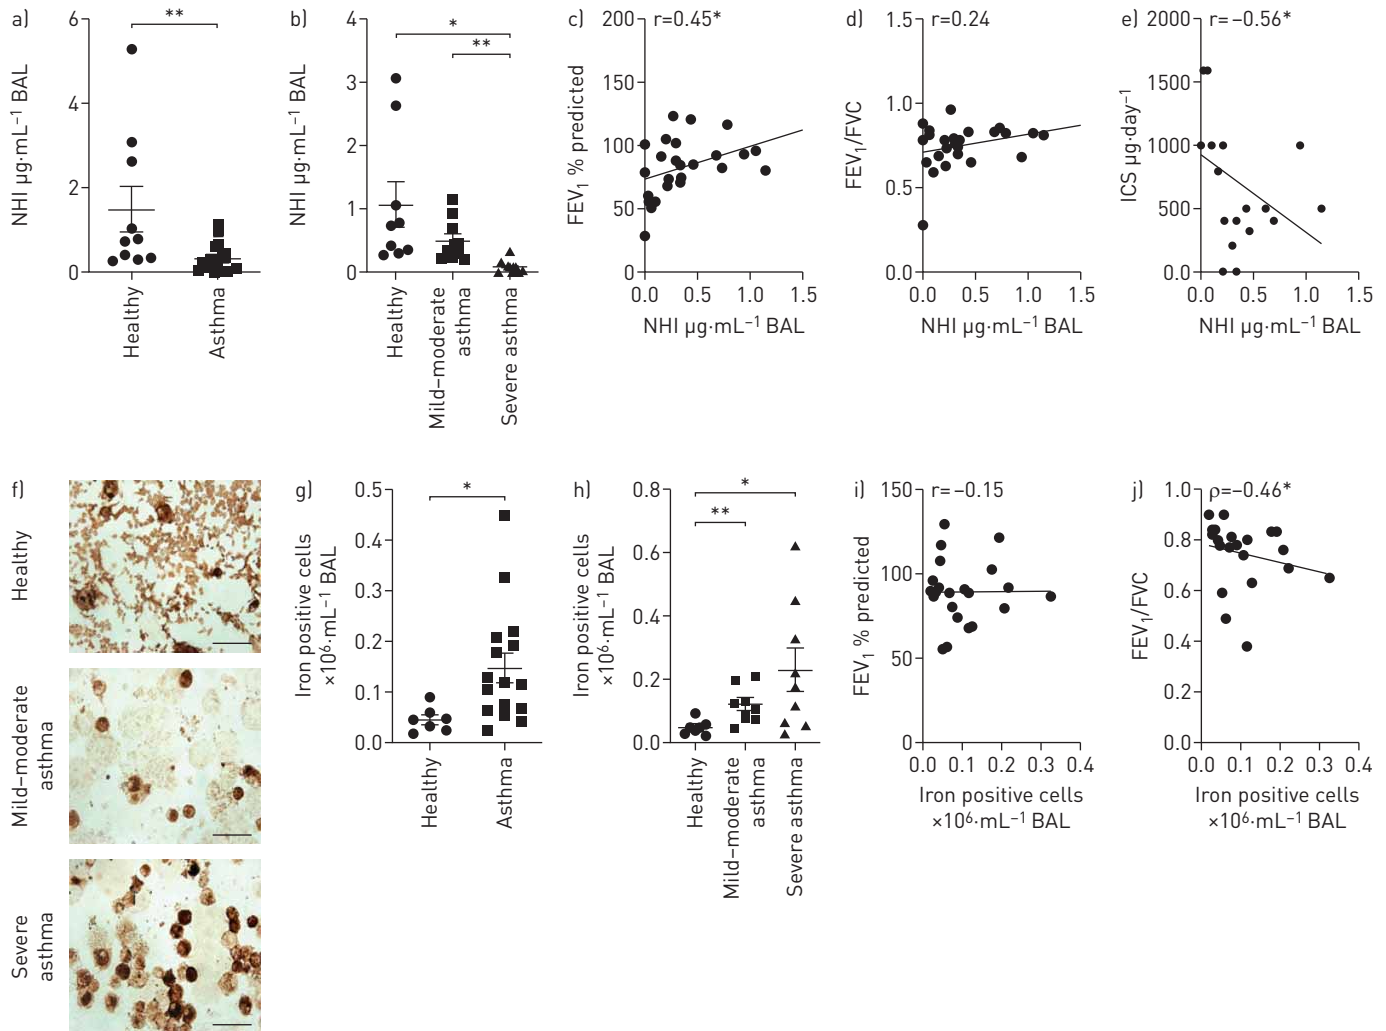 a)
6
4
2
0
NHI µg·mL⁻¹ BAL
**
Healthy
Asthma
b)
4
3
2
1
0
NHI µg·mL⁻¹ BAL
*
**
Healthy
Mild–moderate
asthma
Severe asthma
c)
r=0.45*
200
150
100
50
0
FEV₁ % predicted
0.0 0.5 1.0 1.5
NHI µg·mL⁻¹ BAL
d)
r=0.24
1.5
1.0
0.5
0.0
FEV₁/FVC
0.0 0.5 1.0 1.5
NHI µg·mL⁻¹ BAL
e)
r=−0.56*
2000
1500
1000
500
0.0
ICS µg·day⁻¹
0.0 0.5 1.0 1.5
NHI µg·mL⁻¹ BAL
f)
Healthy
Mild–moderate
asthma
Severe
asthma
g)
0.5
0.4
0.3
0.2
0.1
0.0
Iron positive cells
×10⁶·mL⁻¹ BAL
*
Healthy
Asthma
h)
0.8
0.6
0.4
0.2
0.0
Iron positive cells
×10⁶·mL⁻¹ BAL
*
**
Healthy
Mild–moderate
asthma
Severe asthma
i)
r=−0.15
150
100
50
0
FEV₁ % predicted
0.0 0.1 0.2 0.3 0.4
Iron positive cells
×10⁶·mL⁻¹ BAL
j)
ρ=−0.46*
1.0
0.8
0.6
0.4
0.2
0.0
FEV₁/FVC
0.0 0.1 0.2 0.3 0.4
Iron positive cells
×10⁶·mL⁻¹ BAL